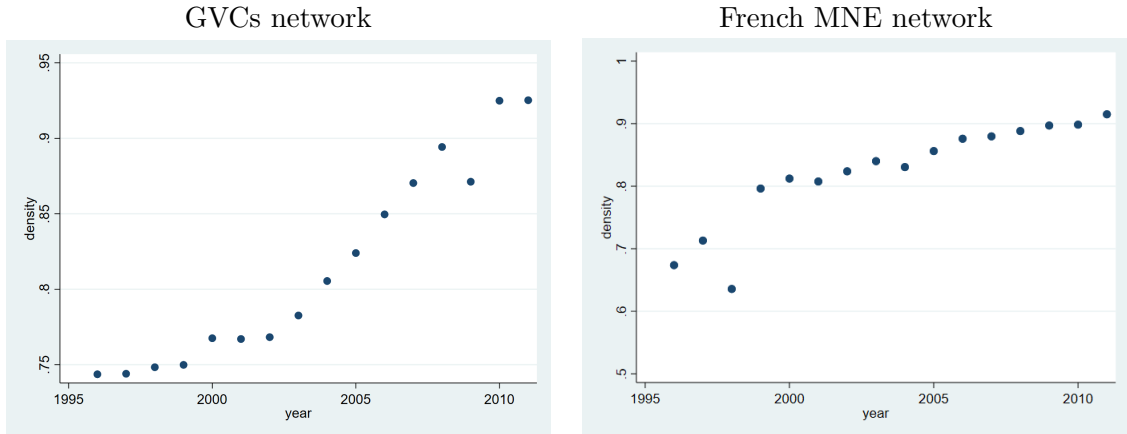 GVCs network
.95
.9
.85
.8
.75
density
1995 2000 2005 2010
year
French MNE network
1
.9
.8
.7
.6
.5
density
1995 2000 2005 2010
year